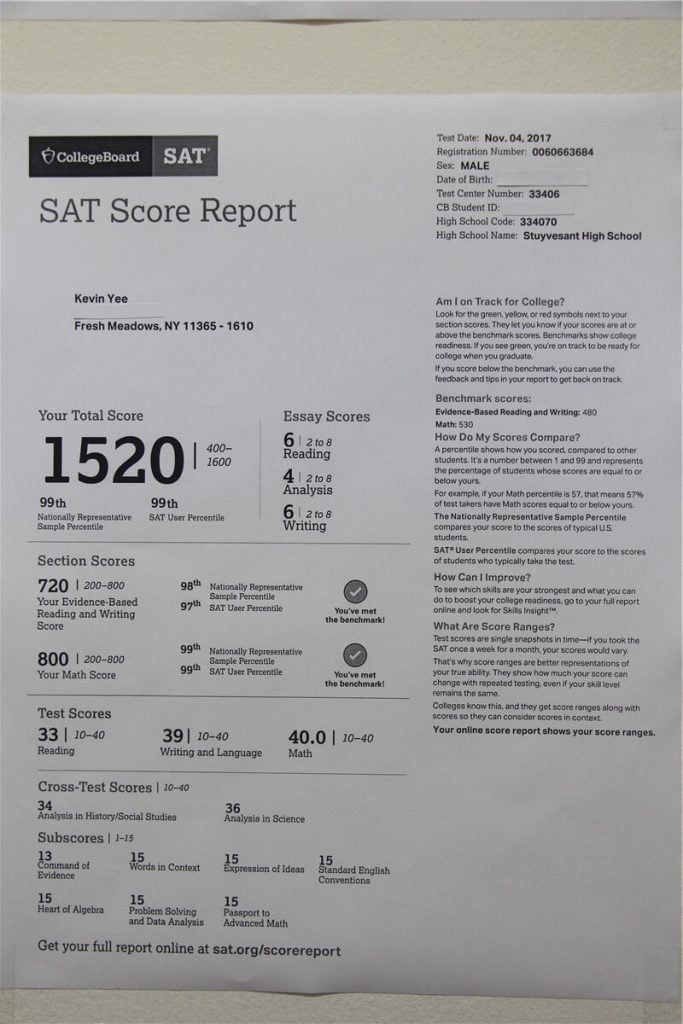 CollegeBoard SAT®
SAT Score Report
Test Date: Nov. 04, 2017
Registration Number: 0060663684
Sex: MALE
Date of Birth:
Test Center Number: 33406
CB Student ID:
High School Code: 334070
High School Name: Stuyvesant High School
Kevin Yee
Fresh Meadows, NY 11365 - 1610
Your Total Score
1520 | 400–
1600
99th
Nationally Representative
Sample Percentile
99th
SAT User Percentile
Essay Scores
6 | 2 to 8
Reading
4 | 2 to 8
Analysis
6 | 2 to 8
Writing
Section Scores
720 | 200–800
Your Evidence-Based
Reading and Writing
Score
98th Nationally Representative
Sample Percentile
97th SAT User Percentile
You've met
the benchmark!
800 | 200–800
Your Math Score
99th Nationally Representative
Sample Percentile
99th SAT User Percentile
You've met
the benchmark!
Test Scores
33 | 10–40
Reading
39 | 10–40
Writing and Language
40.0 | 10–40
Math
Cross-Test Scores | 10–40
34
Analysis in History/Social Studies
36
Analysis in Science
Subscores | 1–15
13
Command of
Evidence
15
Words in Context
15
Expression of Ideas
15
Standard English
Conventions
15
Heart of Algebra
15
Problem Solving
and Data Analysis
15
Passport to
Advanced Math
Get your full report online at sat.org/scorereport
Am I on Track for College?
Look for the green, yellow, or red symbols next to your
section scores. They let you know if your scores are at or
above the benchmark scores. Benchmarks show college
readiness. If you see green, you're on track to be ready for
college when you graduate.
If you score below the benchmark, you can use the
feedback and tips in your report to get back on track.
Benchmark scores:
Evidence-Based Reading and Writing: 480
Math: 530
How Do My Scores Compare?
A percentile shows how you scored, compared to other
students. It's a number between 1 and 99 and represents
the percentage of students whose scores are equal to or
below yours.
For example, if your Math percentile is 57, that means 57%
of test takers have Math scores equal to or below yours.
The Nationally Representative Sample Percentile
compares your score to the scores of typical U.S.
students.
SAT® User Percentile compares your score to the scores
of students who typically take the test.
How Can I Improve?
To see which skills are your strongest and what you can
do to boost your college readiness, go to your full report
online and look for Skills Insight™.
What Are Score Ranges?
Test scores are single snapshots in time—if you took the
SAT once a week for a month, your scores would vary.
That's why score ranges are better representations of
your true ability. They show how much your score can
change with repeated testing, even if your skill level
remains the same.
Colleges know this, and they get score ranges along with
scores so they can consider scores in context.
Your online score report shows your score ranges.